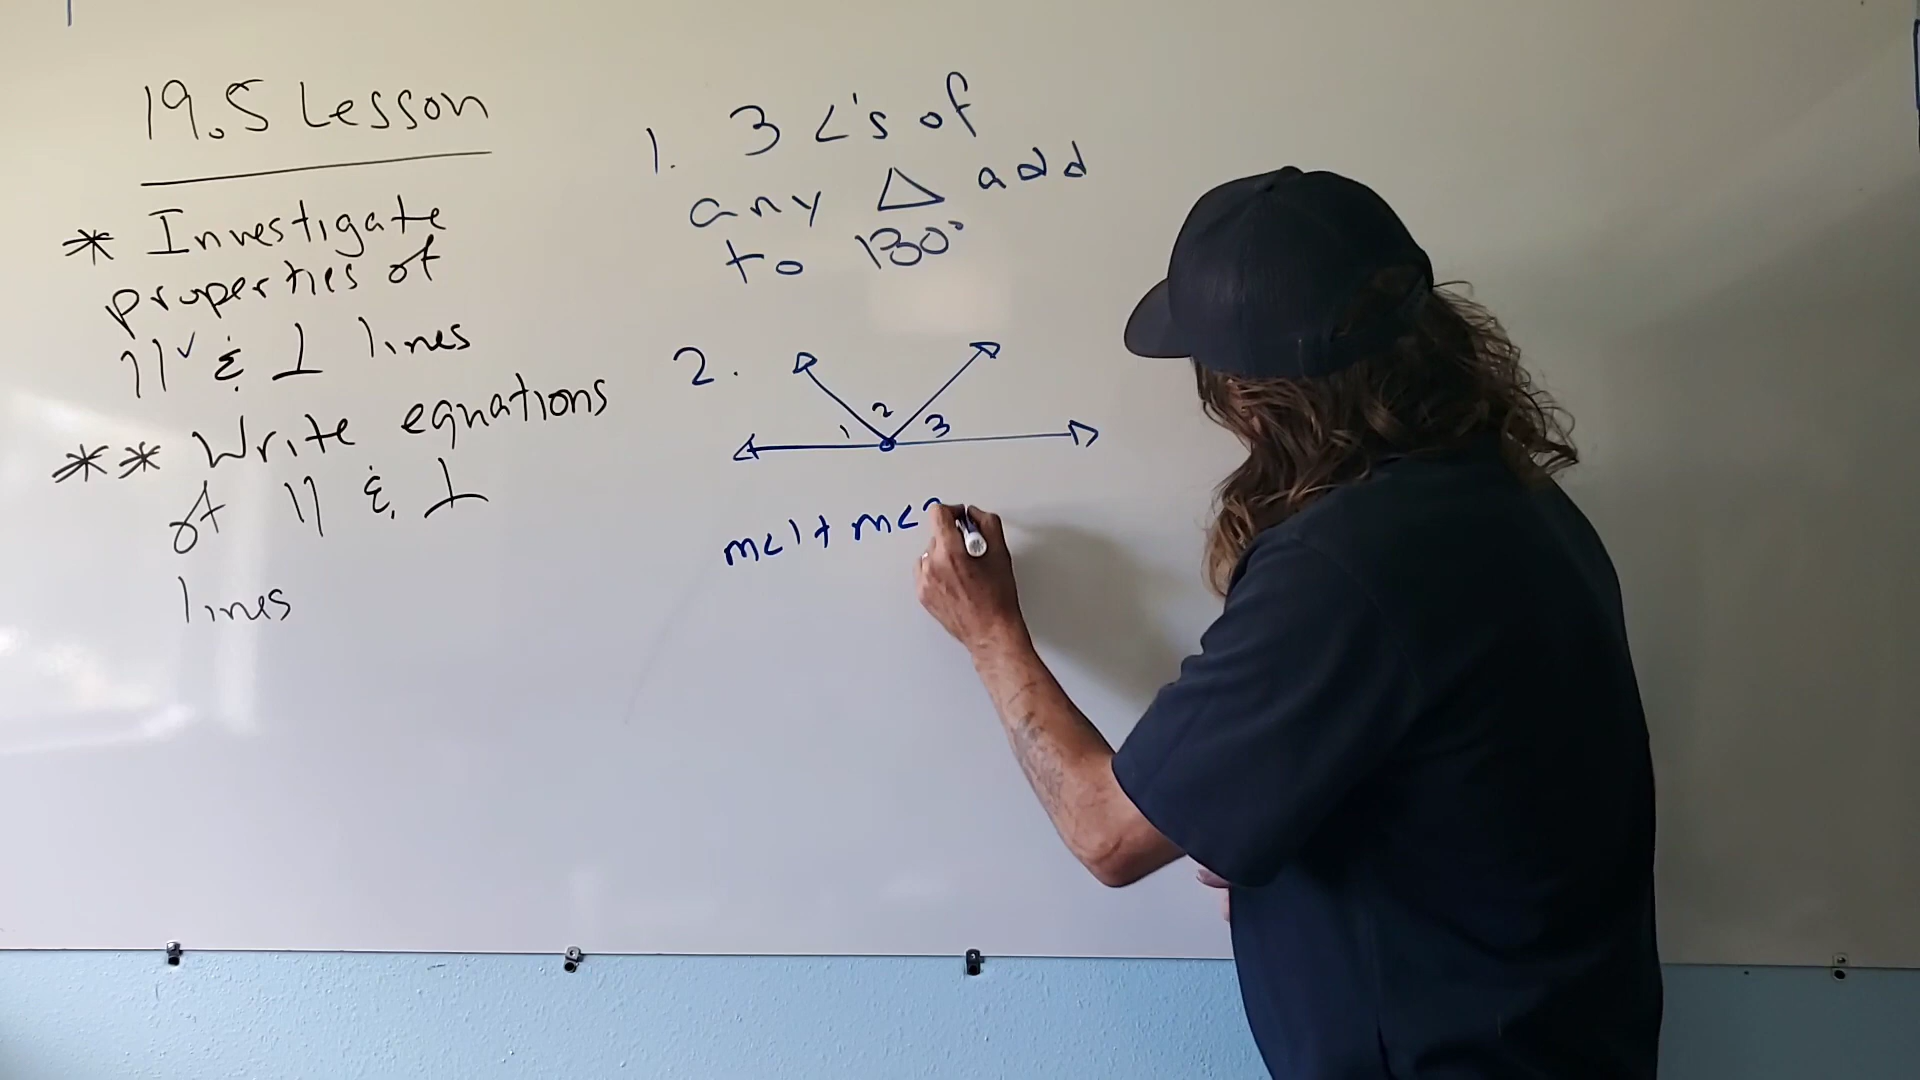 19.5 Lesson
* Investigate
properties of
|| & ⊥ lines
** Write equations
of || & ⊥
lines
1. 3 <'s of
any △ add
to 180°
2.
1 2 3
m<1 + m<2